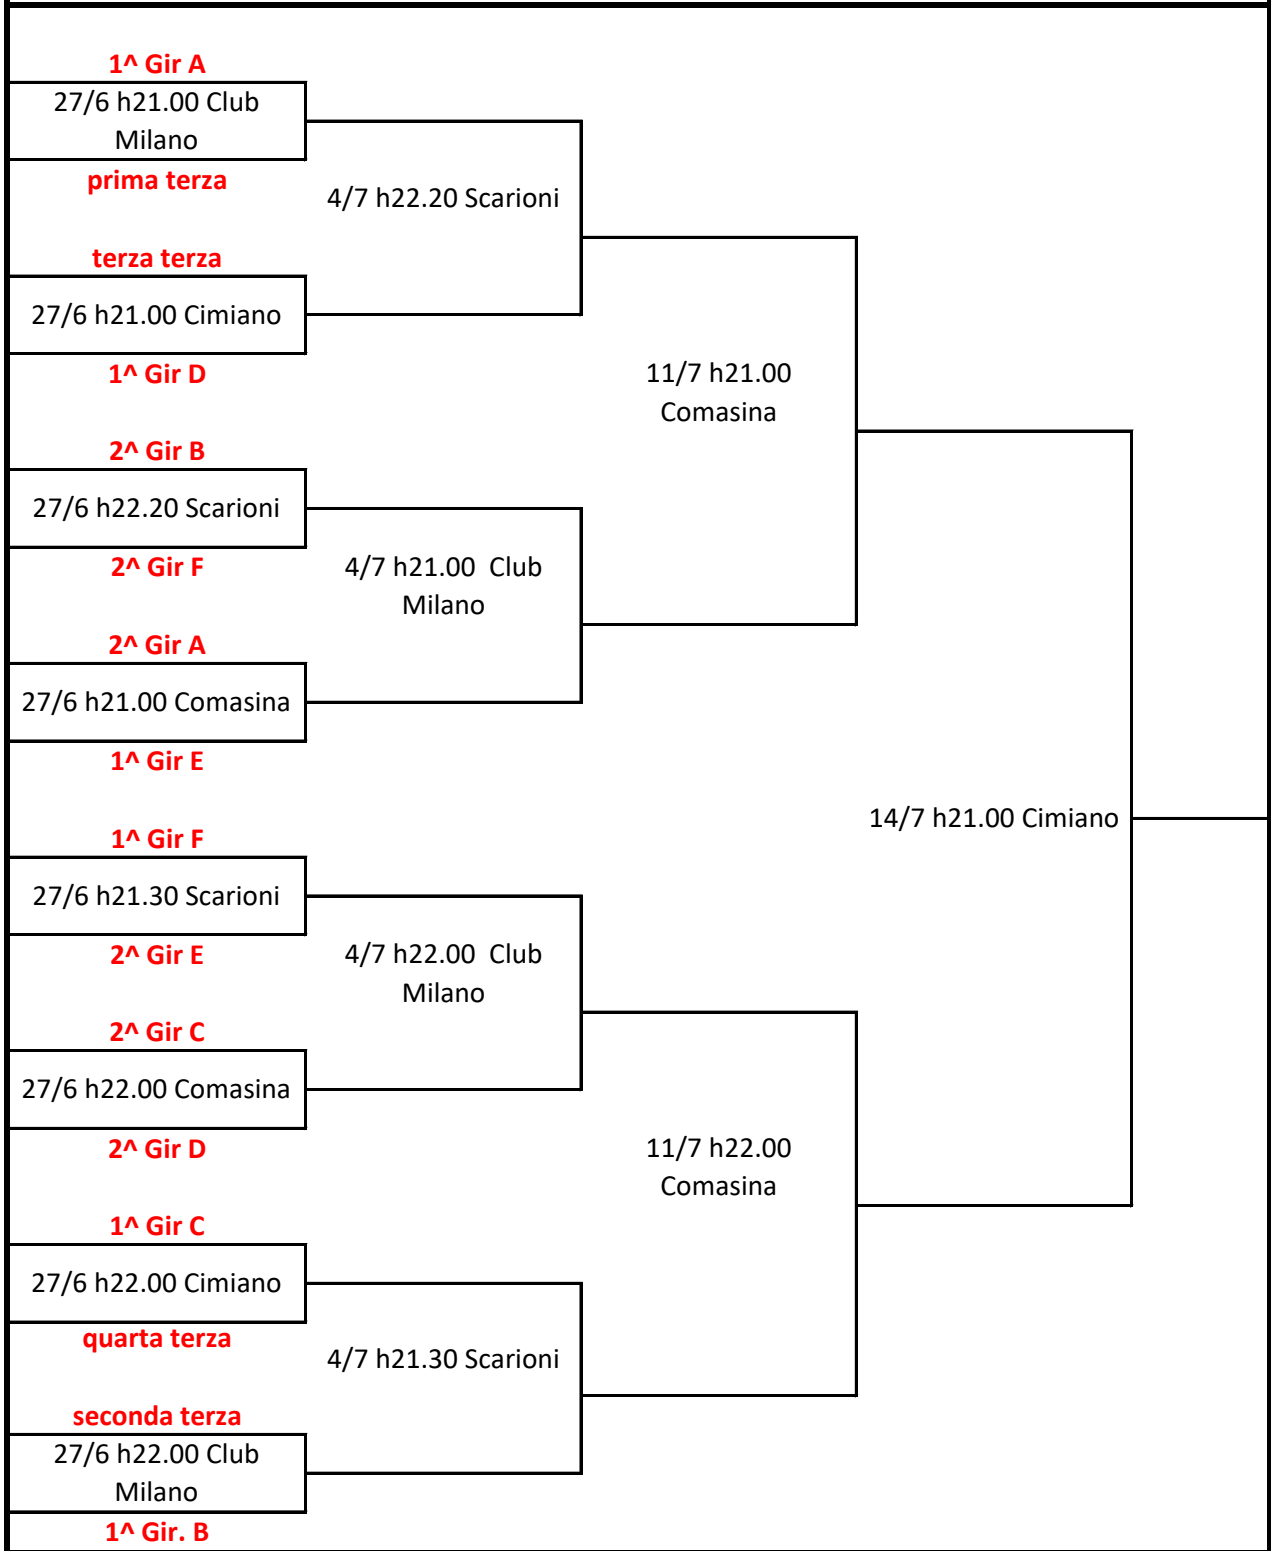 1^ Gir A
27/6 h21.00 Club
Milano
prima terza
4/7 h22.20 Scarioni
terza terza
27/6 h21.00 Cimiano
1^ Gir D
11/7 h21.00
Comasina
2^ Gir B
27/6 h22.20 Scarioni
2^ Gir F
4/7 h21.00  Club
Milano
2^ Gir A
27/6 h21.00 Comasina
1^ Gir E
14/7 h21.00 Cimiano
1^ Gir F
27/6 h21.30 Scarioni
2^ Gir E
4/7 h22.00  Club
Milano
2^ Gir C
27/6 h22.00 Comasina
2^ Gir D
11/7 h22.00
Comasina
1^ Gir C
27/6 h22.00 Cimiano
quarta terza
4/7 h21.30 Scarioni
seconda terza
27/6 h22.00 Club
Milano
1^ Gir. B